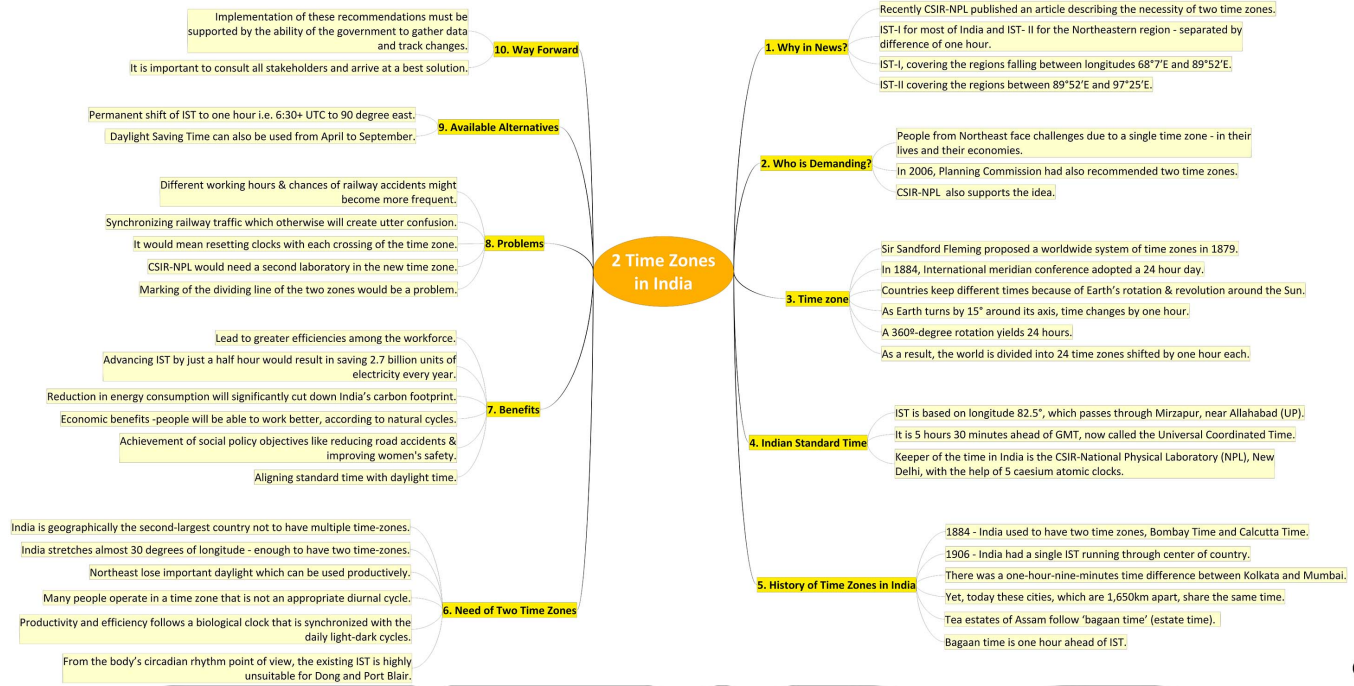 2 Time Zones
in India
1. Why in News?
Recently CSIR-NPL published an article describing the necessity of two time zones.
IST-I for most of India and IST- II for the Northeastern region - separated by
difference of one hour.
IST-I, covering the regions falling between longitudes 68°7’E and 89°52’E.
IST-II covering the regions between 89°52’E and 97°25’E.
2. Who is Demanding?
People from Northeast face challenges due to a single time zone - in their
lives and their economies.
In 2006, Planning Commission had also recommended two time zones.
CSIR-NPL also supports the idea.
3. Time zone
Sir Sandford Fleming proposed a worldwide system of time zones in 1879.
In 1884, International meridian conference adopted a 24 hour day.
Countries keep different times because of Earth’s rotation & revolution around the Sun.
As Earth turns by 15° around its axis, time changes by one hour.
A 360º-degree rotation yields 24 hours.
As a result, the world is divided into 24 time zones shifted by one hour each.
4. Indian Standard Time
IST is based on longitude 82.5°, which passes through Mirzapur, near Allahabad (UP).
It is 5 hours 30 minutes ahead of GMT, now called the Universal Coordinated Time.
Keeper of the time in India is the CSIR-National Physical Laboratory (NPL), New
Delhi, with the help of 5 caesium atomic clocks.
5. History of Time Zones in India
1884 - India used to have two time zones, Bombay Time and Calcutta Time.
1906 - India had a single IST running through center of country.
There was a one-hour-nine-minutes time difference between Kolkata and Mumbai.
Yet, today these cities, which are 1,650km apart, share the same time.
Tea estates of Assam follow ‘bagaan time’ (estate time).
Bagaan time is one hour ahead of IST.
6. Need of Two Time Zones
India is geographically the second-largest country not to have multiple time-zones.
India stretches almost 30 degrees of longitude - enough to have two time-zones.
Northeast lose important daylight which can be used productively.
Many people operate in a time zone that is not an appropriate diurnal cycle.
Productivity and efficiency follows a biological clock that is synchronized with the
daily light-dark cycles.
From the body’s circadian rhythm point of view, the existing IST is highly
unsuitable for Dong and Port Blair.
7. Benefits
Lead to greater efficiencies among the workforce.
Advancing IST by just a half hour would result in saving 2.7 billion units of
electricity every year.
Reduction in energy consumption will significantly cut down India’s carbon footprint.
Economic benefits -people will be able to work better, according to natural cycles.
Achievement of social policy objectives like reducing road accidents &
improving women's safety.
Aligning standard time with daylight time.
8. Problems
Different working hours & chances of railway accidents might
become more frequent.
Synchronizing railway traffic which otherwise will create utter confusion.
It would mean resetting clocks with each crossing of the time zone.
CSIR-NPL would need a second laboratory in the new time zone.
Marking of the dividing line of the two zones would be a problem.
9. Available Alternatives
Permanent shift of IST to one hour i.e. 6:30+ UTC to 90 degree east.
Daylight Saving Time can also be used from April to September.
10. Way Forward
Implementation of these recommendations must be
supported by the ability of the government to gather data
and track changes.
It is important to consult all stakeholders and arrive at a best solution.